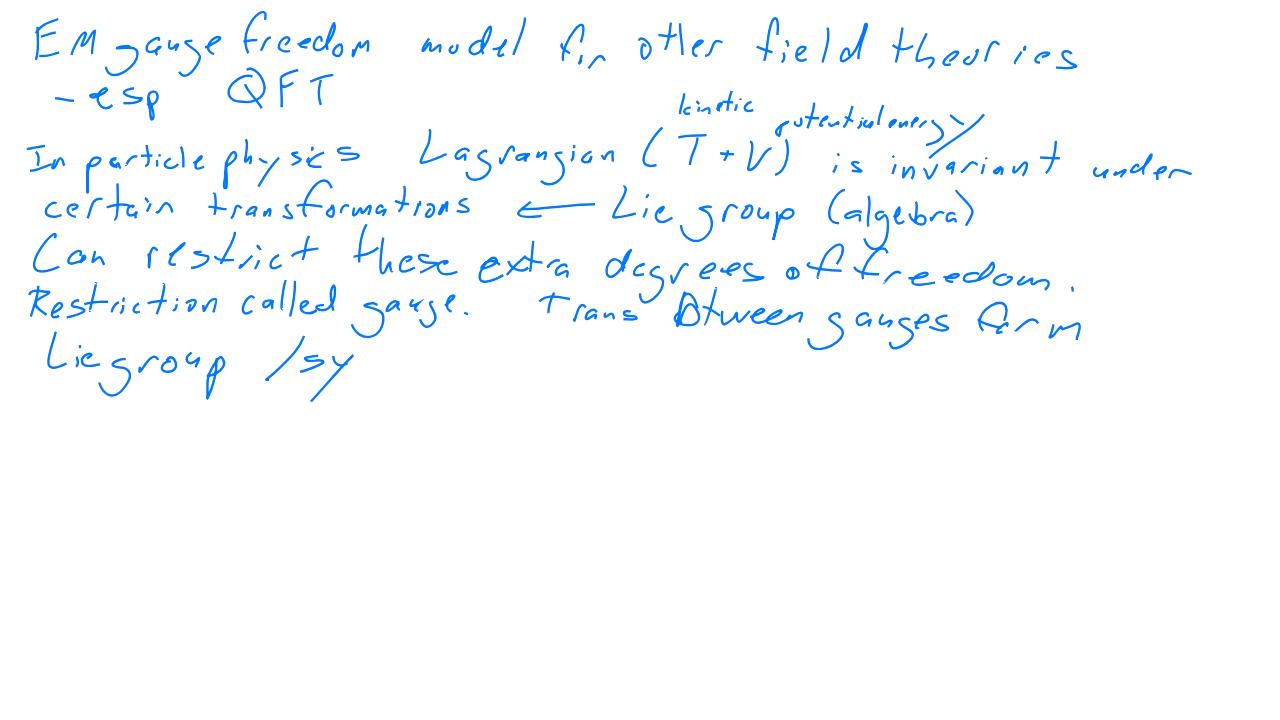 EM gauge freedom model for other field theories
- esp QFT
kinetic potential energy
In particle physics Lagrangian (T + V) is invariant under
certain transformations ← Lie group (algebra)
Can restrict these extra degrees of freedom.
Restriction called gauge. Trans btween gauges form
Lie group / sy